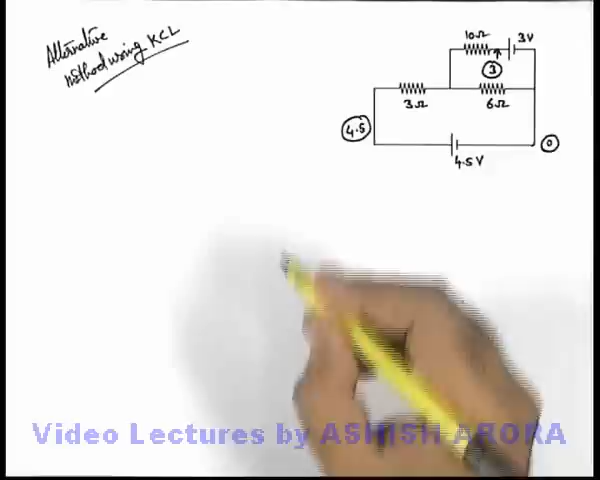 Alternative
method using KCL
10Ω
3V
3
3Ω
6Ω
4.5
0
4.5V
Video Lectures by ASHISH ARORA